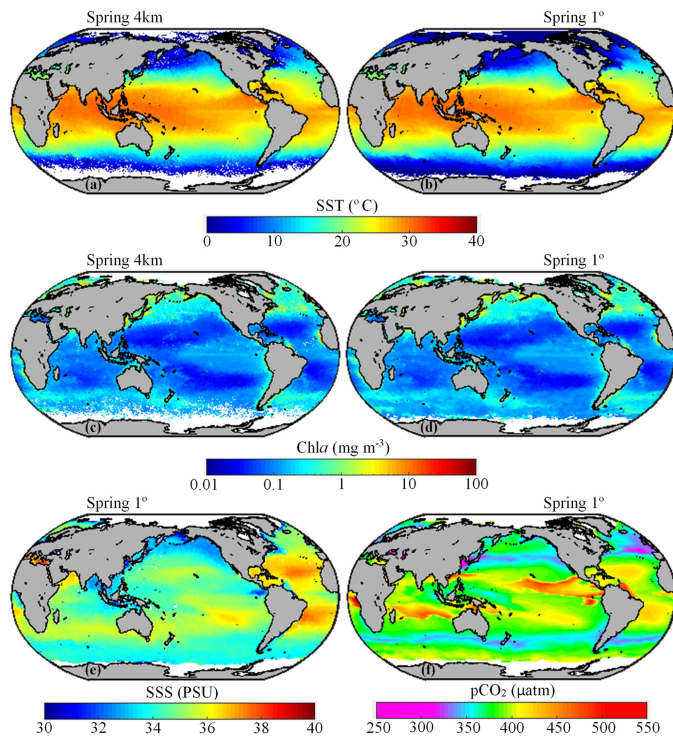 Spring 4km Spring 1°
(a) (b)
SST (° C)
0 10 20 30 40
Spring 4km Spring 1°
(c) (d)
Chla (mg m⁻³)
0.01 0.1 1 10 100
Spring 1° Spring 1°
(e) (f)
SSS (PSU) pCO₂ (µatm)
30 32 34 36 38 40 250 300 350 400 450 500 550